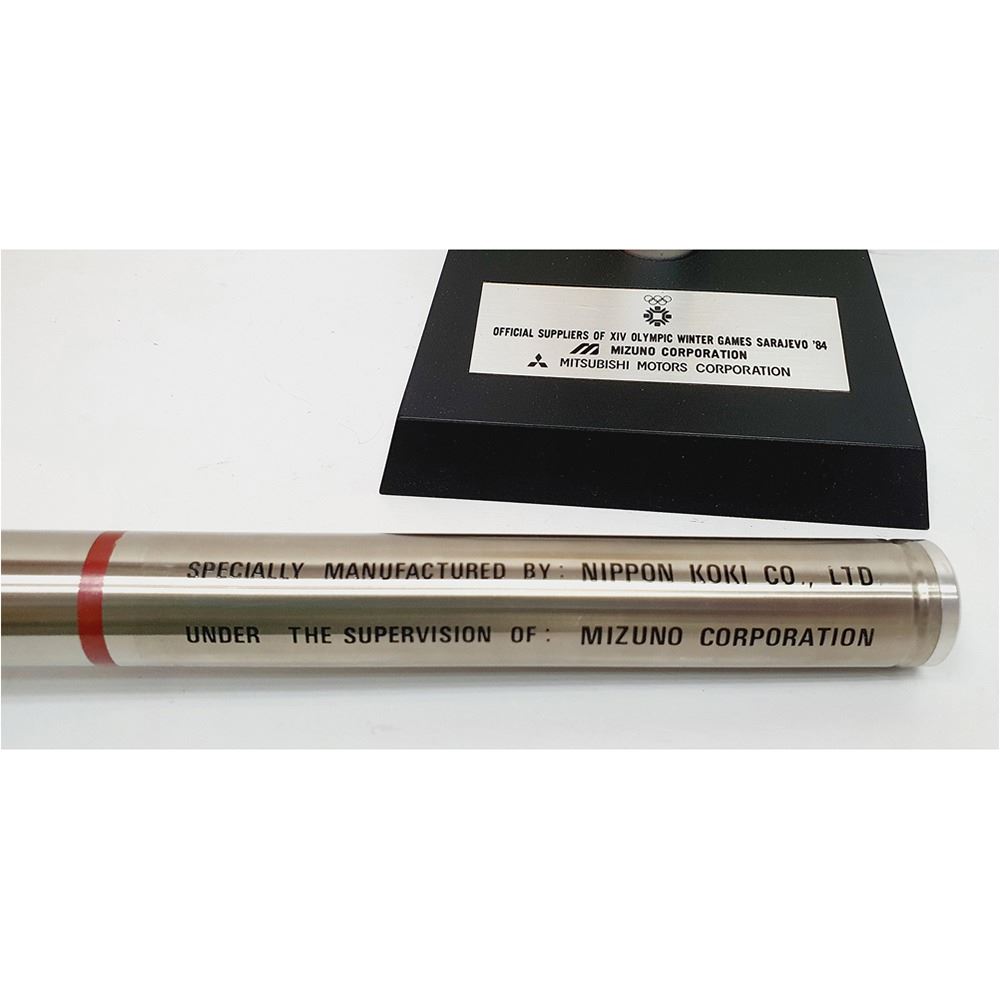 OFFICIAL SUPPLIERS OF XIV OLYMPIC WINTER GAMES SARAJEVO '84
MIZUNO CORPORATION
MITSUBISHI MOTORS CORPORATION
SPECIALLY MANUFACTURED BY: NIPPON KOKI CO., LTD.
UNDER THE SUPERVISION OF: MIZUNO CORPORATION